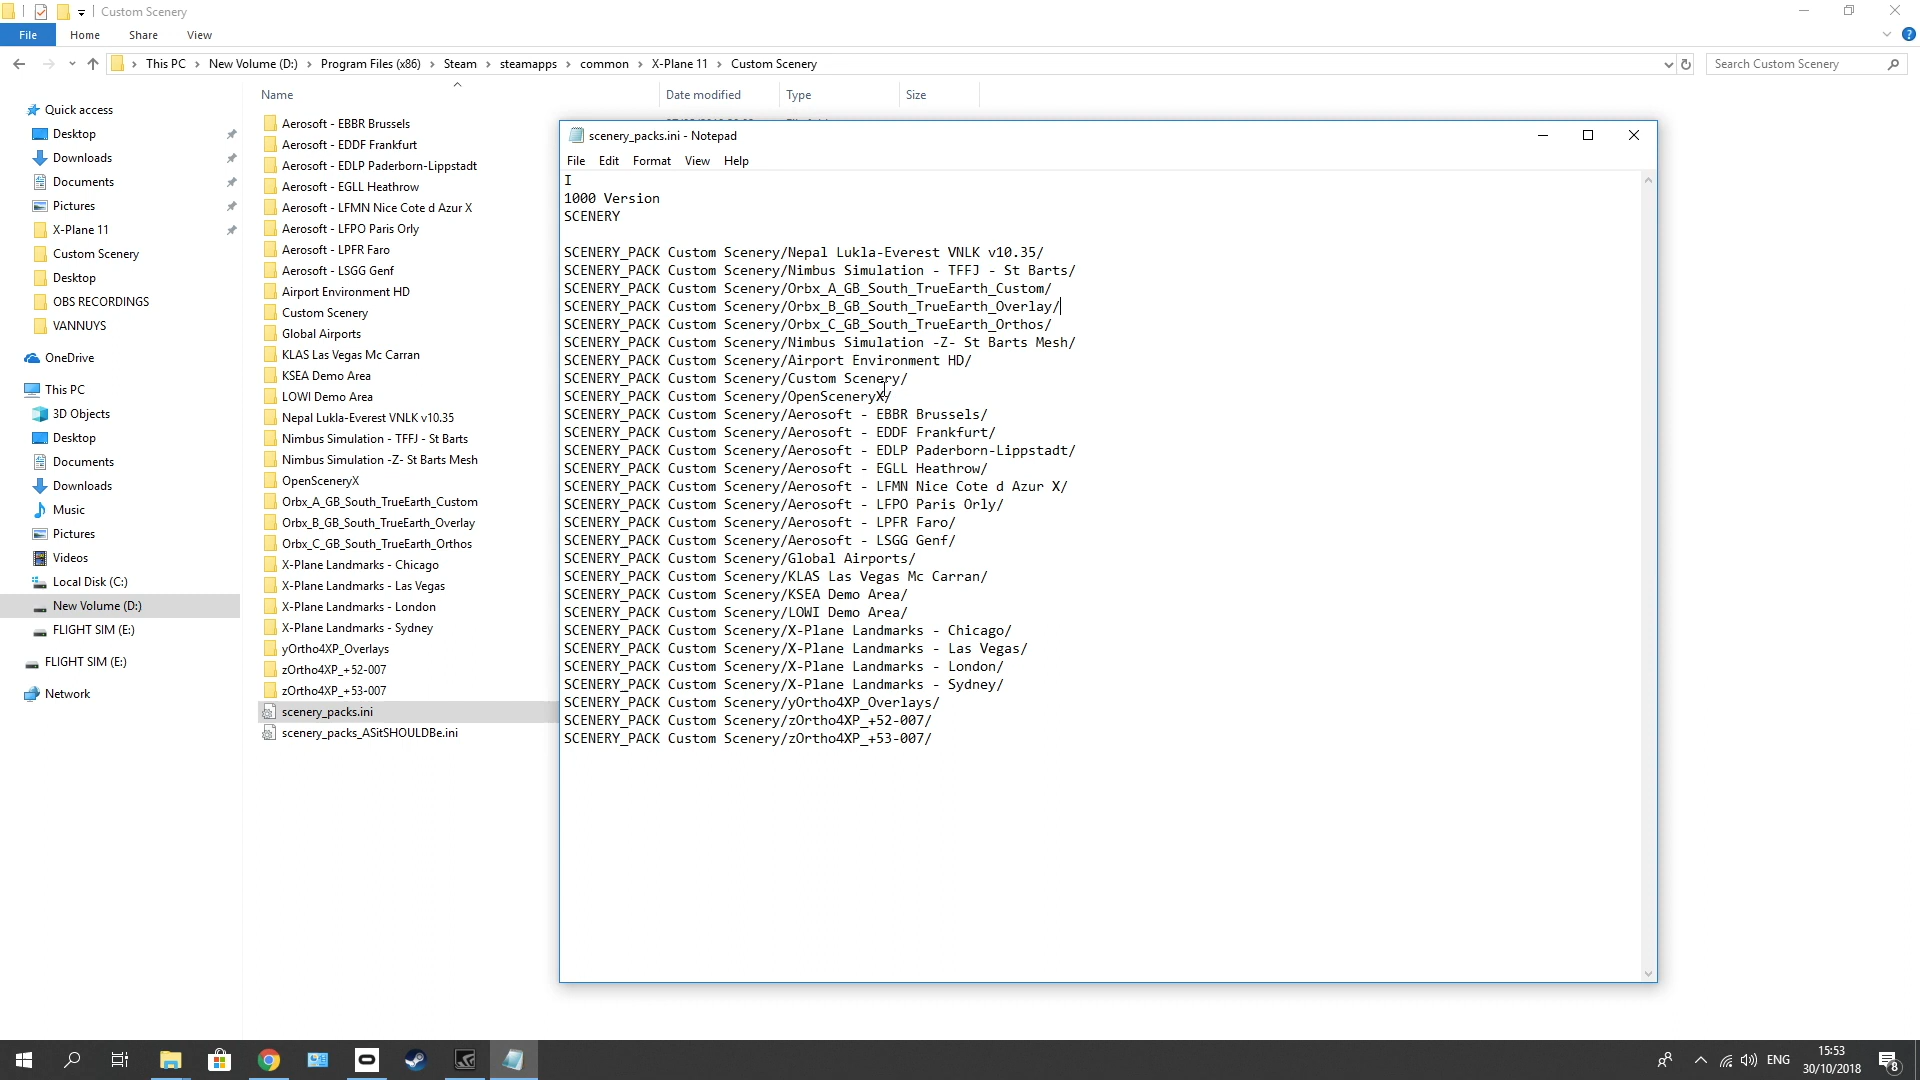 Custom Scenery
File Home Share View
This PC New Volume (D:) Program Files (x86) Steam steamapps common X-Plane 11 Custom Scenery
Search Custom Scenery
Name Date modified Type Size
Quick access
Desktop
Downloads
Documents
Pictures
X-Plane 11
Custom Scenery
Desktop
OBS RECORDINGS
VANNUYS
OneDrive
This PC
3D Objects
Desktop
Documents
Downloads
Music
Pictures
Videos
Local Disk (C:)
New Volume (D:)
FLIGHT SIM (E:)
FLIGHT SIM (E:)
Network
Aerosoft - EBBR Brussels
Aerosoft - EDDF Frankfurt
Aerosoft - EDLP Paderborn-Lippstadt
Aerosoft - EGLL Heathrow
Aerosoft - LFMN Nice Cote d Azur X
Aerosoft - LFPO Paris Orly
Aerosoft - LPFR Faro
Aerosoft - LSGG Genf
Airport Environment HD
Custom Scenery
Global Airports
KLAS Las Vegas Mc Carran
KSEA Demo Area
LOWI Demo Area
Nepal Lukla-Everest VNLK v10.35
Nimbus Simulation - TFFJ - St Barts
Nimbus Simulation -Z- St Barts Mesh
OpenSceneryX
Orbx_A_GB_South_TrueEarth_Custom
Orbx_B_GB_South_TrueEarth_Overlay
Orbx_C_GB_South_TrueEarth_Orthos
X-Plane Landmarks - Chicago
X-Plane Landmarks - Las Vegas
X-Plane Landmarks - London
X-Plane Landmarks - Sydney
yOrtho4XP_Overlays
zOrtho4XP_+52-007
zOrtho4XP_+53-007
scenery_packs.ini
scenery_packs_ASitSHOULDBe.ini
scenery_packs.ini - Notepad
File Edit Format View Help
I
1000 Version
SCENERY
SCENERY_PACK Custom Scenery/Nepal Lukla-Everest VNLK v10.35/
SCENERY_PACK Custom Scenery/Nimbus Simulation - TFFJ - St Barts/
SCENERY_PACK Custom Scenery/Orbx_A_GB_South_TrueEarth_Custom/
SCENERY_PACK Custom Scenery/Orbx_B_GB_South_TrueEarth_Overlay/
SCENERY_PACK Custom Scenery/Orbx_C_GB_South_TrueEarth_Orthos/
SCENERY_PACK Custom Scenery/Nimbus Simulation -Z- St Barts Mesh/
SCENERY_PACK Custom Scenery/Airport Environment HD/
SCENERY_PACK Custom Scenery/Custom Scenery/
SCENERY_PACK Custom Scenery/OpenSceneryX/
SCENERY_PACK Custom Scenery/Aerosoft - EBBR Brussels/
SCENERY_PACK Custom Scenery/Aerosoft - EDDF Frankfurt/
SCENERY_PACK Custom Scenery/Aerosoft - EDLP Paderborn-Lippstadt/
SCENERY_PACK Custom Scenery/Aerosoft - EGLL Heathrow/
SCENERY_PACK Custom Scenery/Aerosoft - LFMN Nice Cote d Azur X/
SCENERY_PACK Custom Scenery/Aerosoft - LFPO Paris Orly/
SCENERY_PACK Custom Scenery/Aerosoft - LPFR Faro/
SCENERY_PACK Custom Scenery/Aerosoft - LSGG Genf/
SCENERY_PACK Custom Scenery/Global Airports/
SCENERY_PACK Custom Scenery/KLAS Las Vegas Mc Carran/
SCENERY_PACK Custom Scenery/KSEA Demo Area/
SCENERY_PACK Custom Scenery/LOWI Demo Area/
SCENERY_PACK Custom Scenery/X-Plane Landmarks - Chicago/
SCENERY_PACK Custom Scenery/X-Plane Landmarks - Las Vegas/
SCENERY_PACK Custom Scenery/X-Plane Landmarks - London/
SCENERY_PACK Custom Scenery/X-Plane Landmarks - Sydney/
SCENERY_PACK Custom Scenery/yOrtho4XP_Overlays/
SCENERY_PACK Custom Scenery/zOrtho4XP_+52-007/
SCENERY_PACK Custom Scenery/zOrtho4XP_+53-007/
ENG
15:53
30/10/2018
8